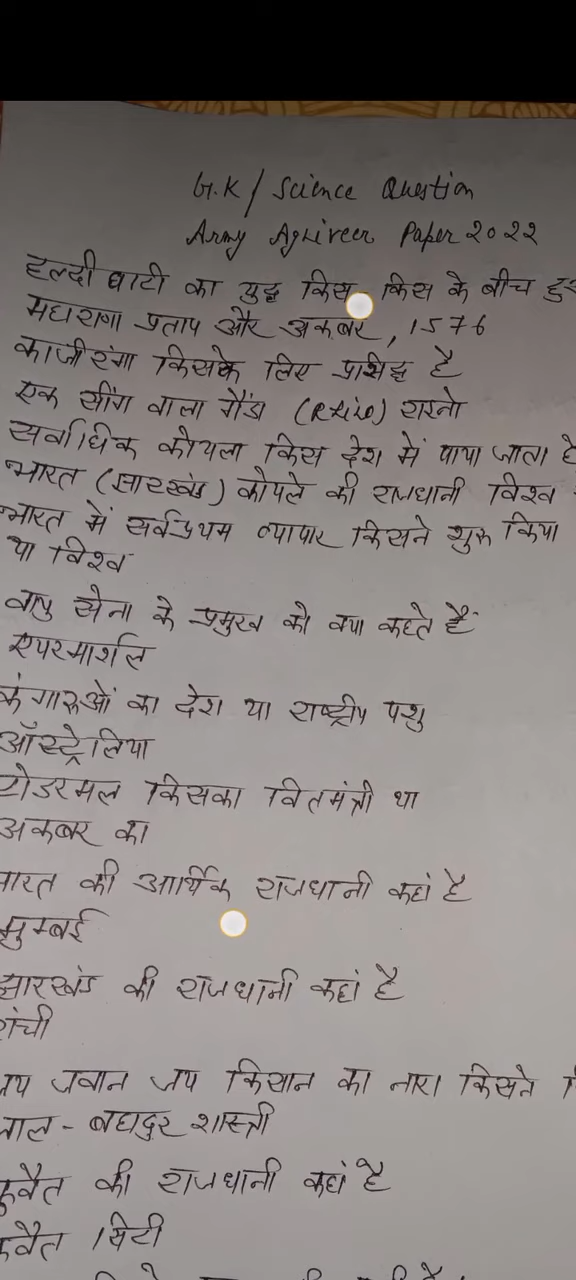 G.K / Science Question
Army Agniveer Paper 2022
हल्दी घाटी का युद्ध किस किस के बीच
महाराणा प्रताप और अकबर, 1576
काजीरंगा किसके लिए प्रसिद्ध है
एक सींग वाला गैंडा
सर्वाधिक कोयला किस देश में पाया जाता है
भारत (झारखंड) कोयले की राजधानी विश्व
भारत में सर्वप्रथम व्यापार किसने शुरू किया
या विश्व
वायु सेना के प्रमुख को क्या कहते हैं
एयरमार्शल
कंगारूओं का देश या राष्ट्रीय पशु
ऑस्ट्रेलिया
टोडरमल किसका वितमंत्री था
अकबर का
भारत की आर्थिक राजधानी कहां है
मुम्बई
झारखंड की राजधानी कहां है
रांची
जय जवान जय किसान का नारा किसने
लाल - बहादुर शास्त्री
कुवैत की राजधानी कहां है
कुवैत सिटी